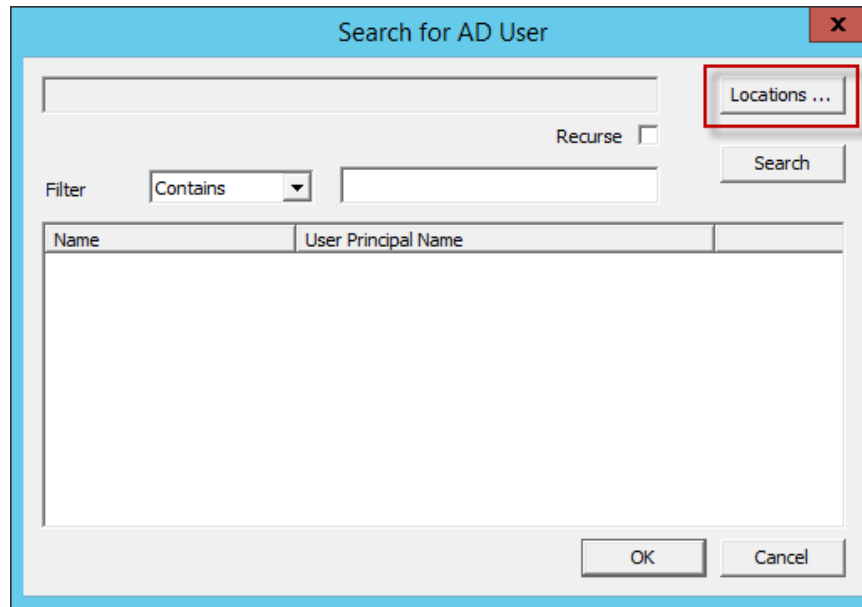 Search for AD User
x
Locations ...
Recurse
Search
Filter
Contains
Name
User Principal Name
OK
Cancel